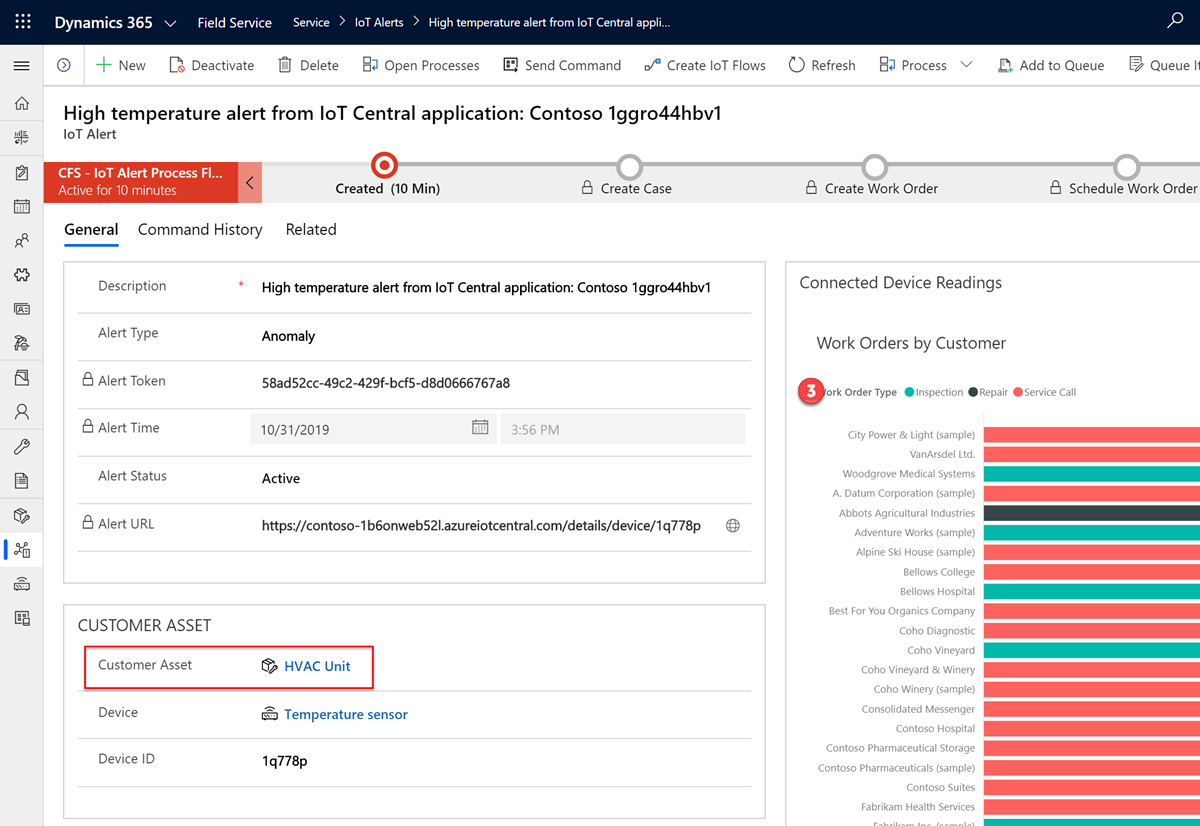 Dynamics 365 Field Service Service IoT Alerts High temperature alert from IoT Central appli...
New Deactivate Delete Open Processes Send Command Create IoT Flows Refresh Process Add to Queue Queue It
High temperature alert from IoT Central application: Contoso 1ggro44hbv1
IoT Alert
CFS - IoT Alert Process Fl...
Active for 10 minutes
Created (10 Min) Create Case Create Work Order Schedule Work Order
General Command History Related
Description * High temperature alert from IoT Central application: Contoso 1ggro44hbv1
Alert Type Anomaly
Alert Token 58ad52cc-49c2-429f-bcf5-d8d0666767a8
Alert Time 10/31/2019 3:56 PM
Alert Status Active
Alert URL https://contoso-1b6onweb52l.azureiotcentral.com/details/device/1q778p
CUSTOMER ASSET
Customer Asset HVAC Unit
Device Temperature sensor
Device ID 1q778p
Connected Device Readings
Work Orders by Customer
3 ork Order Type Inspection Repair Service Call
City Power & Light (sample)
VanArsdel Ltd.
Woodgrove Medical Systems
A. Datum Corporation (sample)
Abbots Agricultural Industries
Adventure Works (sample)
Alpine Ski House (sample)
Bellows College
Bellows Hospital
Best For You Organics Company
Coho Diagnostic
Coho Vineyard
Coho Vineyard & Winery
Coho Winery (sample)
Consolidated Messenger
Contoso Hospital
Contoso Pharmaceutical Storage
Contoso Pharmaceuticals (sample)
Contoso Suites
Fabrikam Health Services
Fabrikam Inc. (sample)